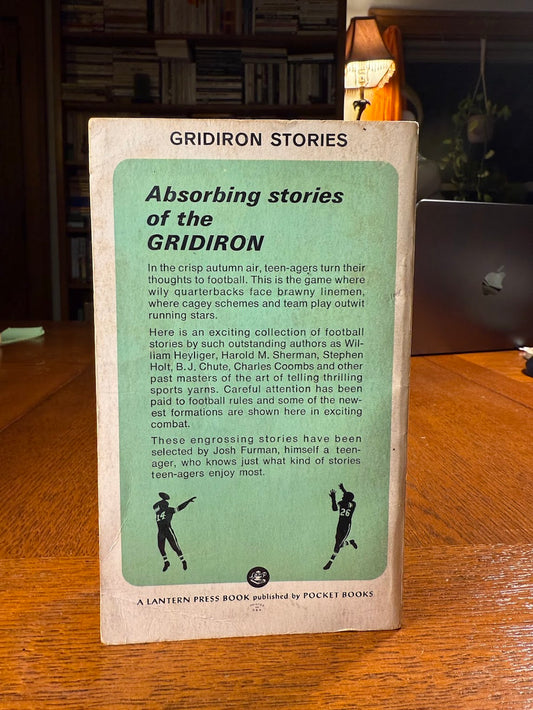 GRIDIRON STORIES
Absorbing stories
of the
GRIDIRON
In the crisp autumn air, teen-agers turn their
thoughts to football. This is the game where
wily quarterbacks face brawny linemen,
where cagey schemes and team play outwit
running stars.
Here is an exciting collection of football
stories by such outstanding authors as Wil-
liam Heyliger, Harold M. Sherman, Stephen
Holt, B. J. Chute, Charles Coombs and other
past masters of the art of telling thrilling
sports yarns. Careful attention has been
paid to football rules and some of the new-
est formations are shown here in exciting
combat.
These engrossing stories have been
selected by Josh Furman, himself a teen-
ager, who knows just what kind of stories
teen-agers enjoy most.
14
26
A LANTERN PRESS BOOK published by POCKET BOOKS